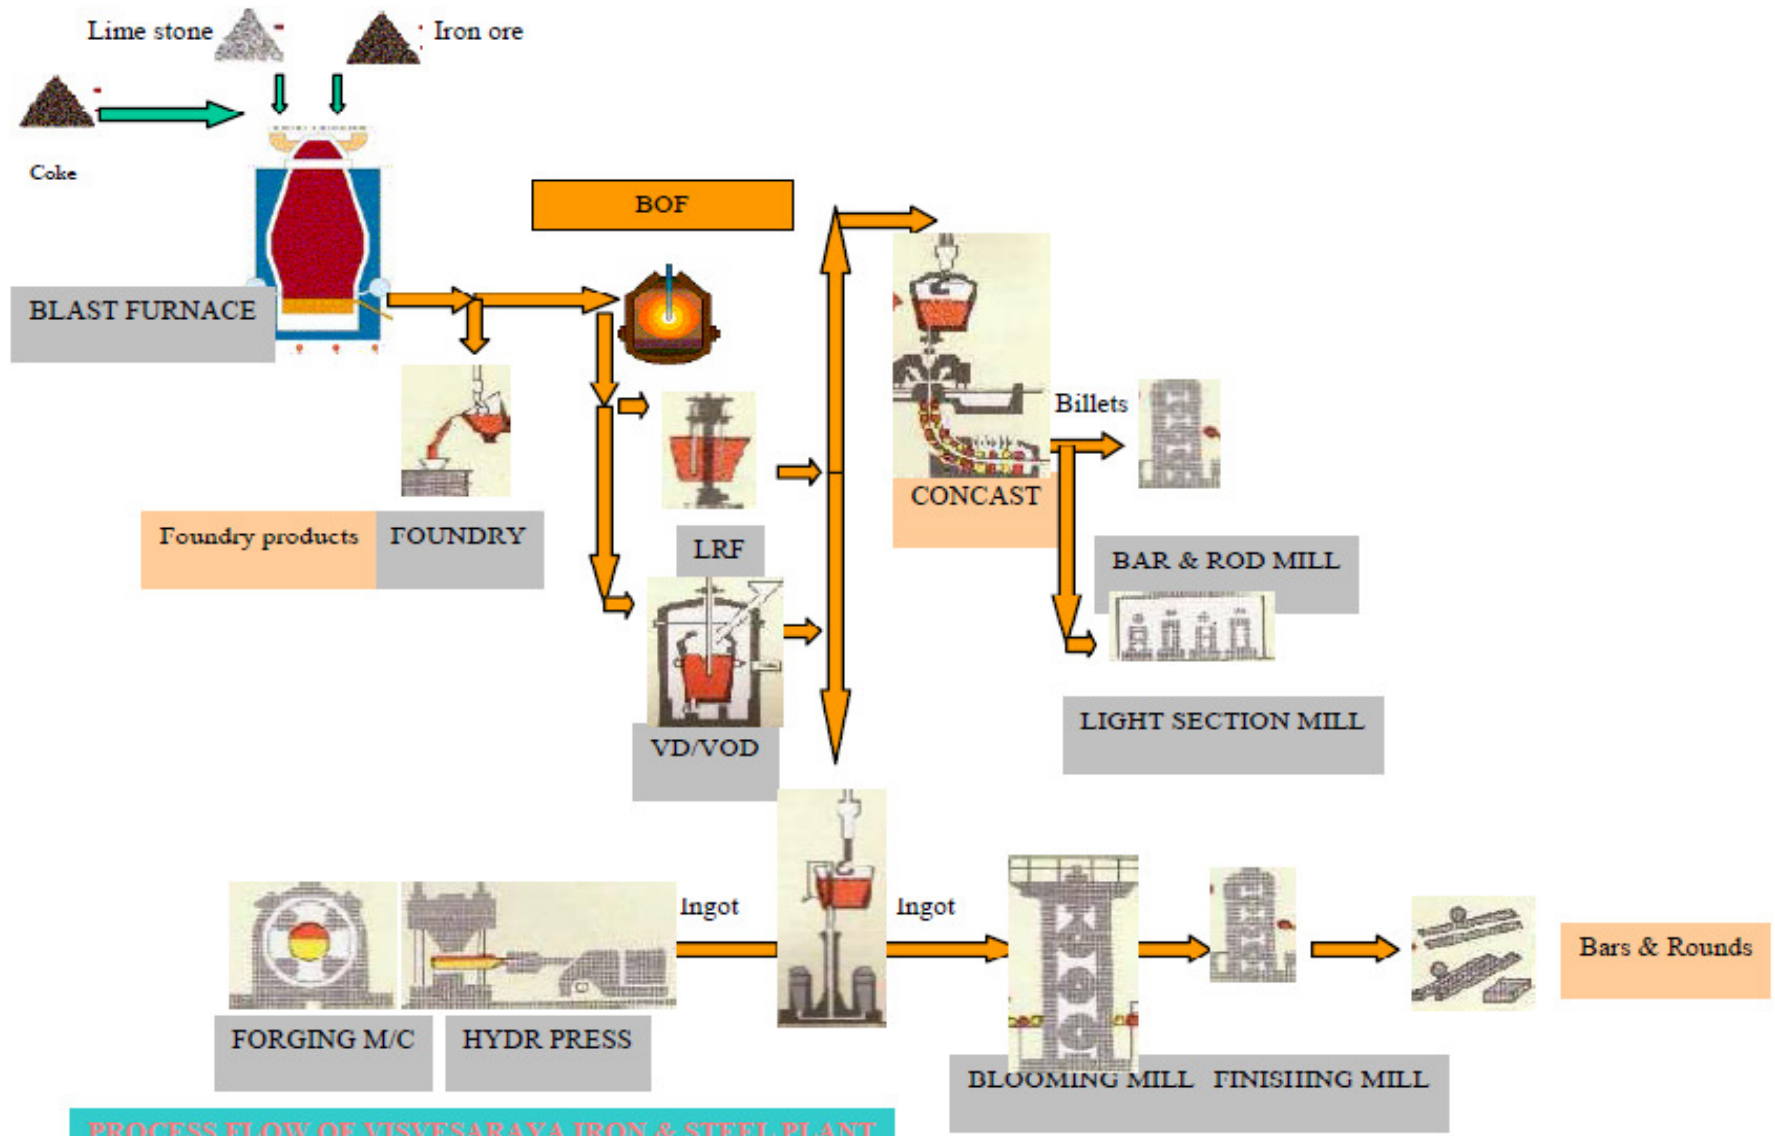 Lime stone
Iron ore
Coke
BOF
BLAST FURNACE
Billets
CONCAST
Foundry products
FOUNDRY
LRF
BAR & ROD MILL
LIGHT SECTION MILL
VD/VOD
Ingot
Ingot
Bars & Rounds
FORGING M/C
HYDR PRESS
BLOOMING MILL
FINISHING MILL
PROCESS FLOW OF VISVESARAYA IRON & STEEL PLANT